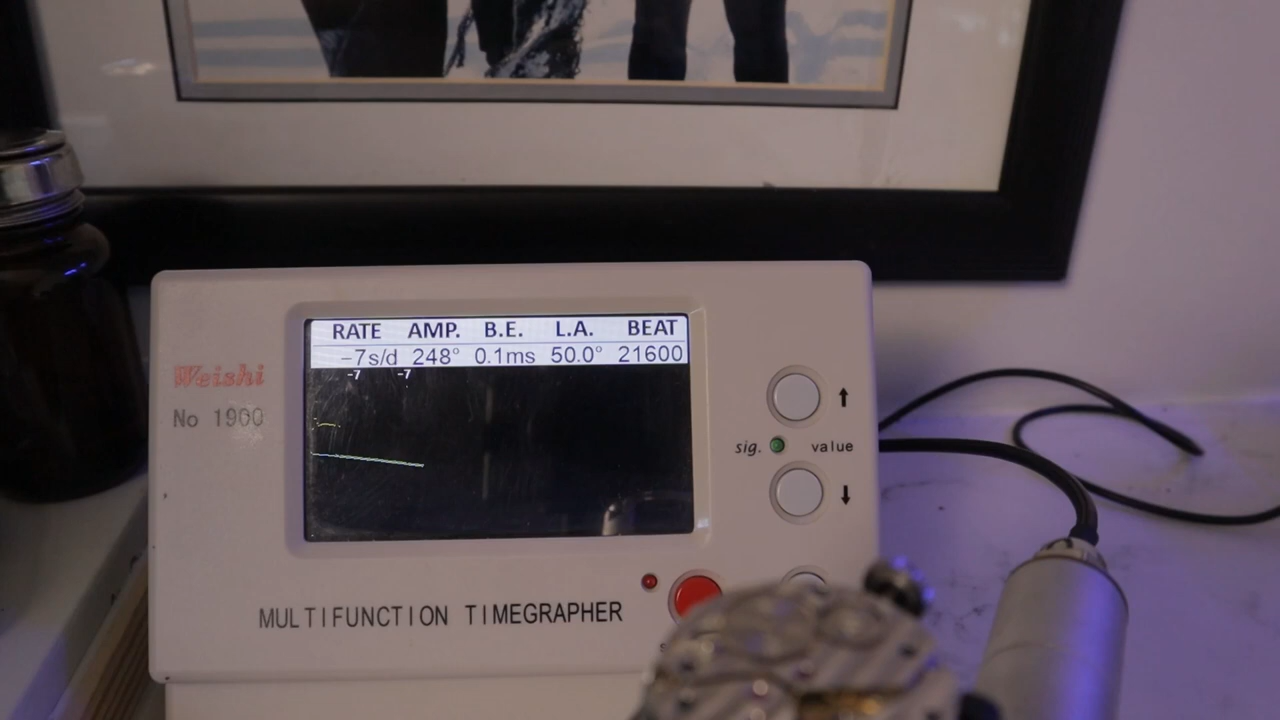 RATE AMP. B.E. L.A. BEAT
-7s/d 248° 0.1ms 50.0° 21600
-7 -7
Weishi
No 1900
sig. value
MULTIFUNCTION TIMEGRAPHER